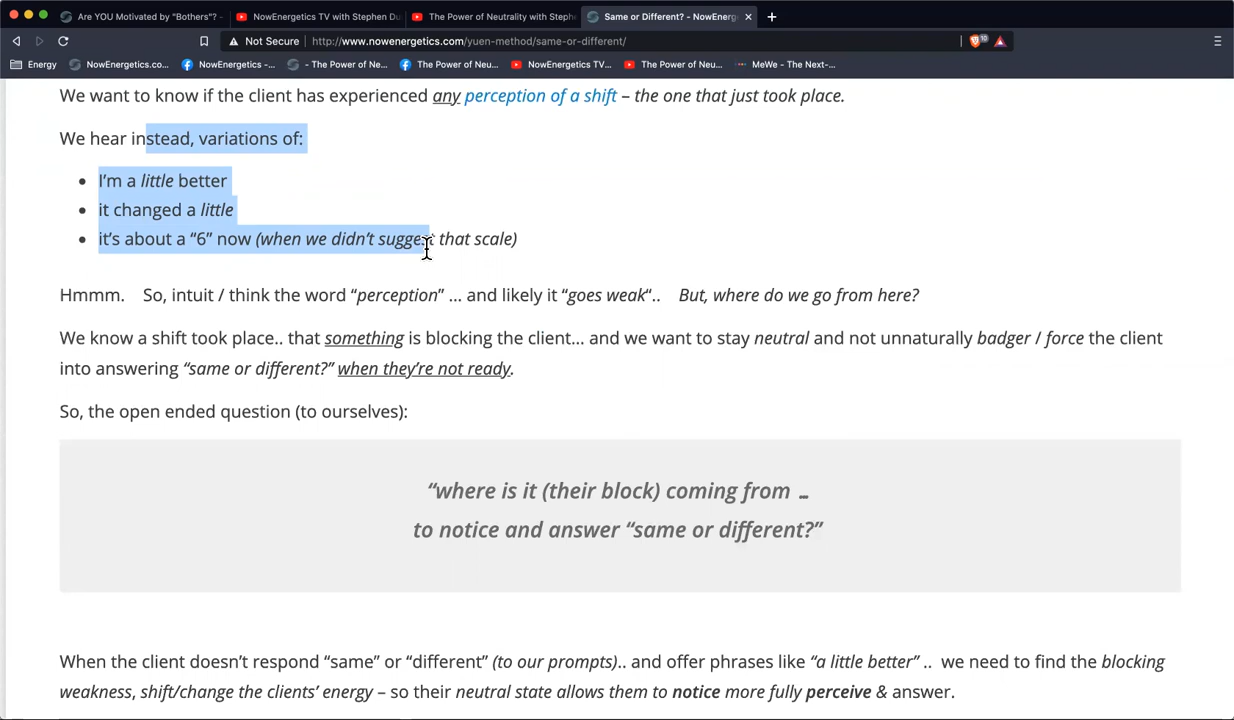 Are YOU Motivated by "Bothers"? -
NowEnergetics TV with Stephen Du
The Power of Neutrality with Steph
Same or Different? - NowEnerg
Not Secure | http://www.nowenergetics.com/yuen-method/same-or-different/
10
Energy
NowEnergetics.co...
NowEnergetics -...
- The Power of Ne...
The Power of Neu...
NowEnergetics TV...
The Power of Neu...
MeWe - The Next-...
We want to know if the client has experienced any perception of a shift – the one that just took place.
We hear instead, variations of:
• I’m a little better
• it changed a little
• it’s about a “6” now (when we didn’t suggest that scale)
Hmmm. So, intuit / think the word “perception” … and likely it “goes weak“.. But, where do we go from here?
We know a shift took place.. that something is blocking the client… and we want to stay neutral and not unnaturally badger / force the client
into answering “same or different?” when they’re not ready.
So, the open ended question (to ourselves):
“where is it (their block) coming from …
to notice and answer “same or different?”
When the client doesn’t respond “same” or “different” (to our prompts).. and offer phrases like “a little better” .. we need to find the blocking
weakness, shift/change the clients’ energy – so their neutral state allows them to notice more fully perceive & answer.